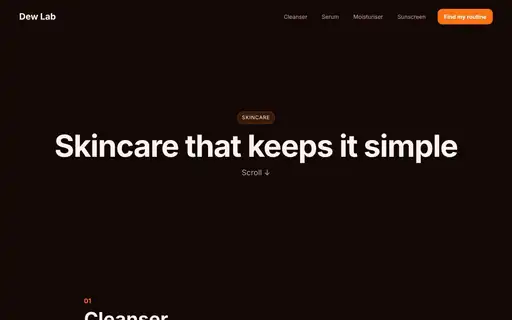 Dew Lab
Cleanser
Serum
Moisturiser
Sunscreen
Find my routine
SKINCARE
Skincare that keeps it simple
Scroll ↓
01
Cleanser